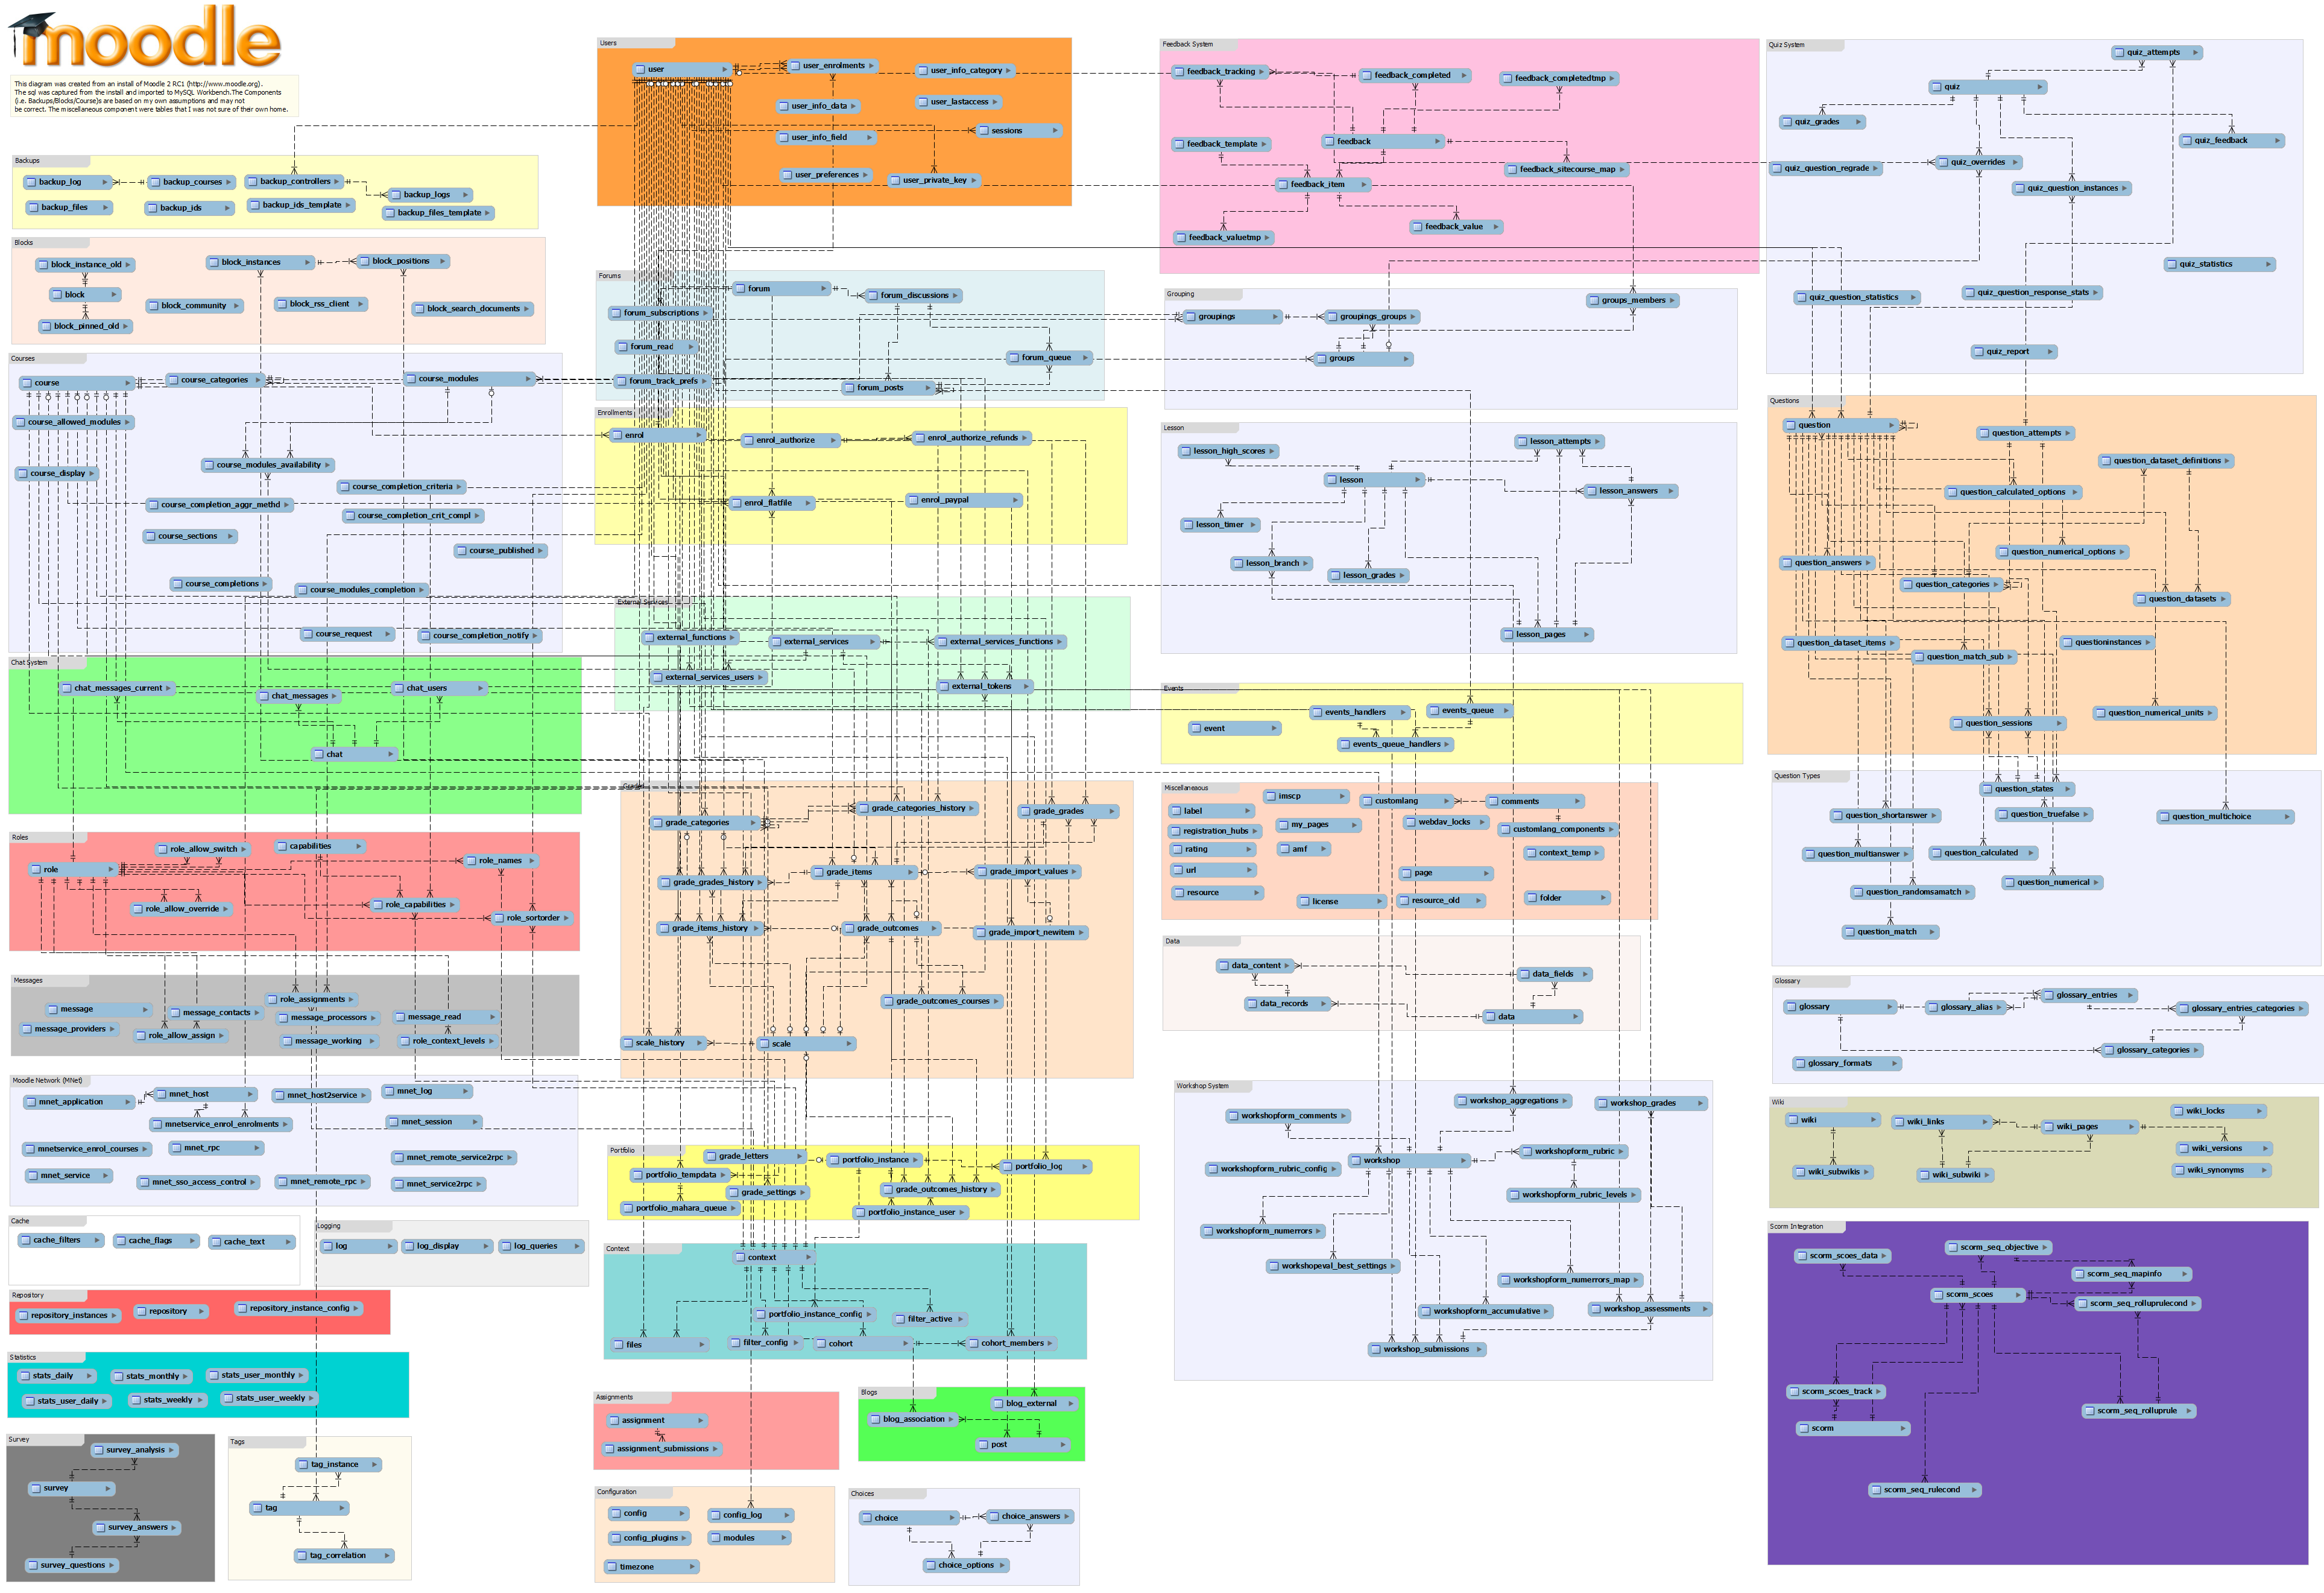 moodle
This diagram was created from an install of Moodle 2 RC1 (http://www.moodle.org).
The sql was captured from the install and imported to MySQL Workbench.The Components
(i.e. Backups/Blocks/Course)s are based on my own assumptions and may not
be correct. The miscellaneous component were tables that I was not sure of their own home.
Backups
backup_log
backup_courses
backup_controllers
backup_logs
backup_files
backup_ids
backup_ids_template
backup_files_template
Blocks
block_instance_old
block_instances
block_positions
block
block_community
block_rss_client
block_search_documents
block_pinned_old
Courses
course
course_categories
course_modules
course_allowed_modules
course_display
course_modules_availability
course_completion_criteria
course_completion_aggr_methd
course_completion_crit_compl
course_sections
course_published
course_completions
course_modules_completion
course_request
course_completion_notify
Chat System
chat_messages_current
chat_messages
chat_users
chat
Roles
role_allow_switch
capabilities
role_names
role
role_allow_override
role_capabilities
role_sortorder
Messages
message
message_contacts
role_assignments
message_processors
message_read
message_providers
role_allow_assign
message_working
role_context_levels
Moodle Network (MNet)
mnet_application
mnet_host
mnet_host2service
mnet_log
mnetservice_enrol_enrolments
mnet_session
mnetservice_enrol_courses
mnet_rpc
mnet_remote_service2rpc
mnet_service
mnet_sso_access_control
mnet_remote_rpc
mnet_service2rpc
Cache
cache_filters
cache_flags
cache_text
Logging
log
log_display
log_queries
Repository
repository_instances
repository
repository_instance_config
Statistics
stats_daily
stats_monthly
stats_user_monthly
stats_user_daily
stats_weekly
stats_user_weekly
Survey
survey_analysis
survey
survey_answers
survey_questions
Tags
tag_instance
tag
tag_correlation
Users
user
user_enrolments
user_info_category
user_info_data
user_lastaccess
user_info_field
sessions
user_preferences
user_private_key
Forums
forum
forum_discussions
forum_subscriptions
forum_read
forum_queue
forum_track_prefs
forum_posts
Enrollments
enrol
enrol_authorize
enrol_authorize_refunds
enrol_flatfile
enrol_paypal
External Services
external_functions
external_services
external_services_functions
external_services_users
external_tokens
grade_categories
grade_categories_history
grade_grades
grade_grades_history
grade_items
grade_import_values
grade_items_history
grade_outcomes
grade_import_newitem
grade_outcomes_courses
scale_history
scale
Portfolio
grade_letters
portfolio_instance
portfolio_log
portfolio_tempdata
grade_settings
grade_outcomes_history
portfolio_mahara_queue
portfolio_instance_user
Context
context
portfolio_instance_config
filter_active
files
filter_config
cohort
cohort_members
Assignments
assignment
assignment_submissions
Blogs
blog_external
blog_association
post
Configuration
config
config_log
config_plugins
modules
timezone
Choices
choice
choice_answers
choice_options
Feedback System
feedback_tracking
feedback_completed
feedback_completedtmp
feedback_template
feedback
feedback_sitecourse_map
feedback_item
feedback_value
feedback_valuetmp
Grouping
groups_members
groupings
groupings_groups
groups
Lesson
lesson_high_scores
lesson_attempts
lesson
lesson_answers
lesson_timer
lesson_branch
lesson_grades
lesson_pages
Events
event
events_handlers
events_queue
events_queue_handlers
Miscellaneaous
label
imscp
customlang
comments
registration_hubs
my_pages
webdav_locks
customlang_components
rating
amf
context_temp
url
page
resource
license
resource_old
folder
Data
data_content
data_fields
data_records
data
Workshop System
workshopform_comments
workshop_aggregations
workshop_grades
workshopform_rubric_config
workshop
workshopform_rubric
workshopform_rubric_levels
workshopform_numerrors
workshopeval_best_settings
workshopform_numerrors_map
workshopform_accumulative
workshop_assessments
workshop_submissions
Quiz System
quiz_attempts
quiz
quiz_grades
quiz_feedback
quiz_question_regrade
quiz_overrides
quiz_question_instances
quiz_statistics
quiz_question_statistics
quiz_question_response_stats
quiz_report
Questions
question
question_attempts
question_dataset_definitions
question_calculated_options
question_numerical_options
question_answers
question_categories
question_datasets
question_dataset_items
question_match_sub
questioninstances
question_sessions
question_numerical_units
Question Types
question_states
question_shortanswer
question_truefalse
question_multichoice
question_multianswer
question_calculated
question_randomsamatch
question_numerical
question_match
Glossary
glossary
glossary_alias
glossary_entries
glossary_entries_categories
glossary_categories
glossary_formats
Wiki
wiki
wiki_links
wiki_pages
wiki_locks
wiki_versions
wiki_subwikis
wiki_subwiki
wiki_synonyms
Scorm Integration
scorm_scoes_data
scorm_seq_objective
scorm_seq_mapinfo
scorm_scoes
scorm_seq_rolluprulecond
scorm_scoes_track
scorm_seq_rolluprule
scorm
scorm_seq_rulecond